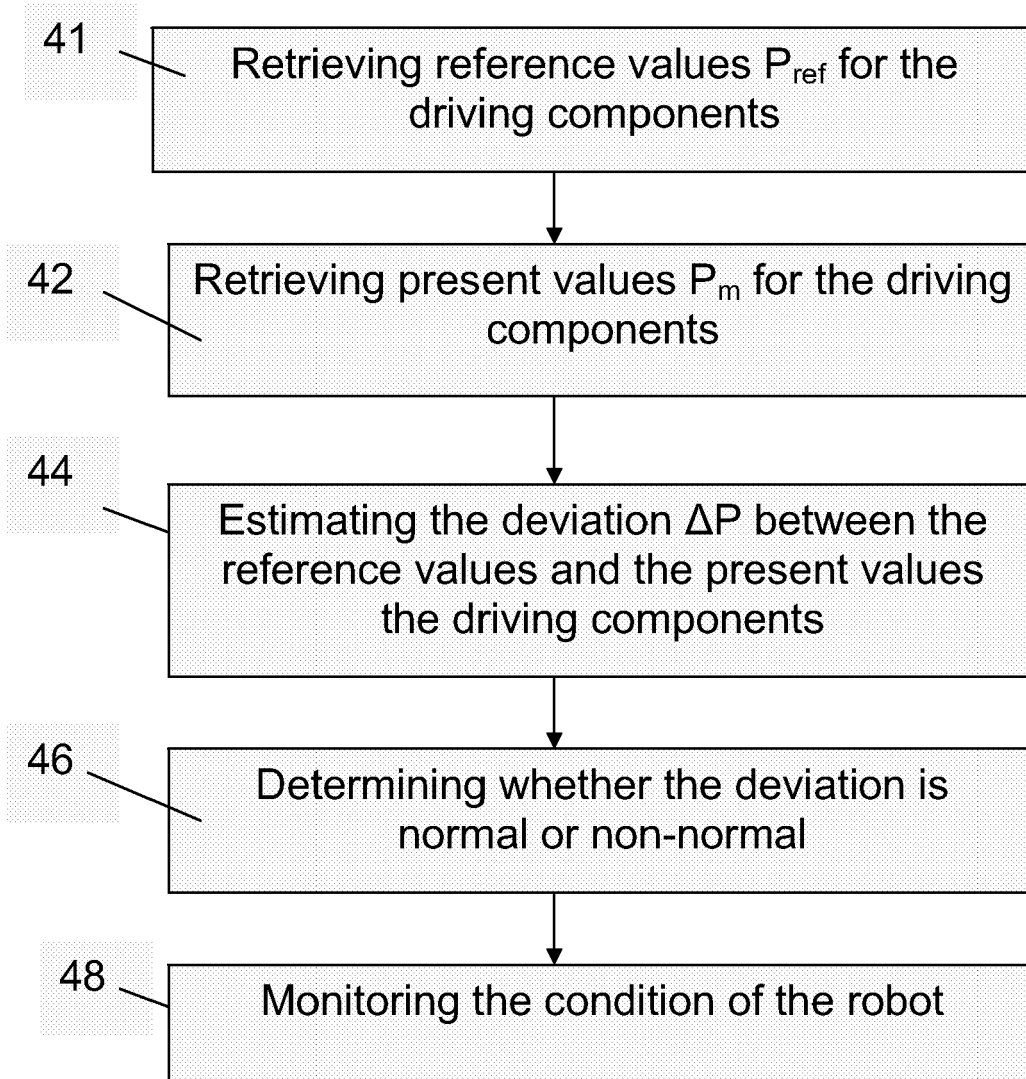 41
Retrieving reference values Pref for the
driving components
42
Retrieving present values Pm for the driving
components
44
Estimating the deviation ΔP between the
reference values and the present values
the driving components
46
Determining whether the deviation is
normal or non-normal
48
Monitoring the condition of the robot